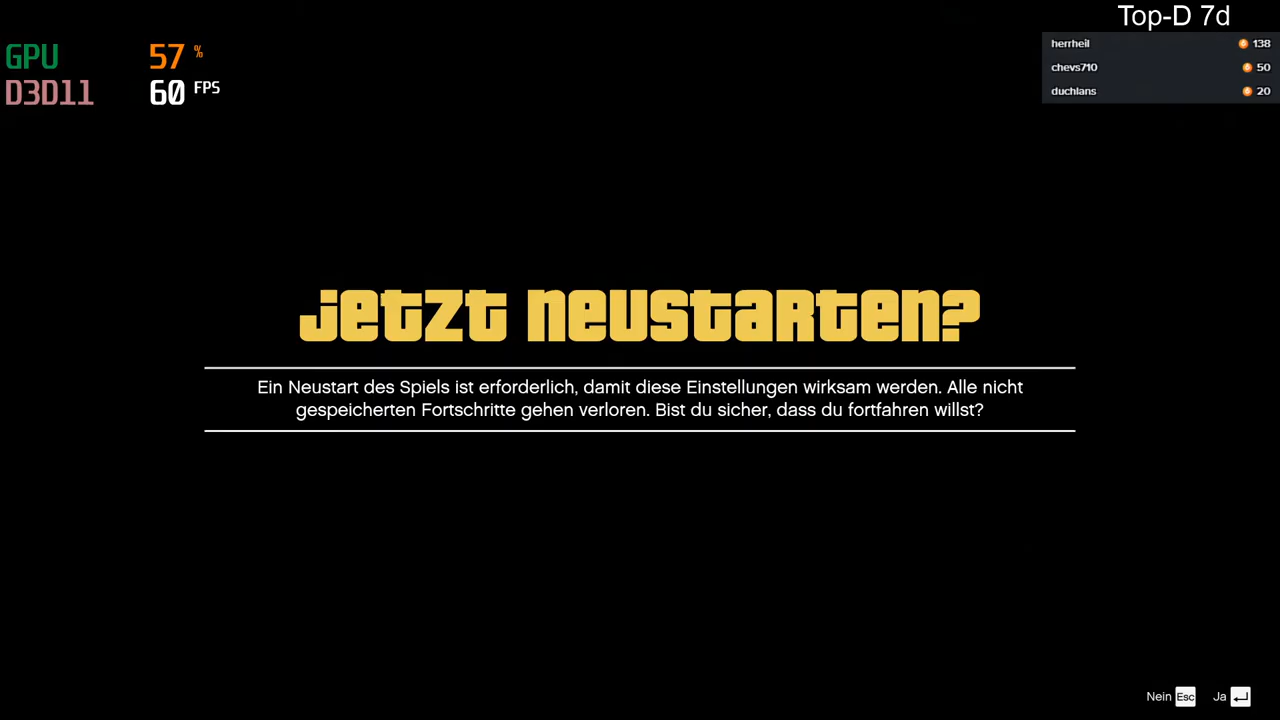 Top-D 7d
GPU 57 %
D3D11 60 FPS
herrheil 138
chevs710 50
duchlans 20
Jetzt neustarten?
Ein Neustart des Spiels ist erforderlich, damit diese Einstellungen wirksam werden. Alle nicht
gespeicherten Fortschritte gehen verloren. Bist du sicher, dass du fortfahren willst?
Nein Esc Ja